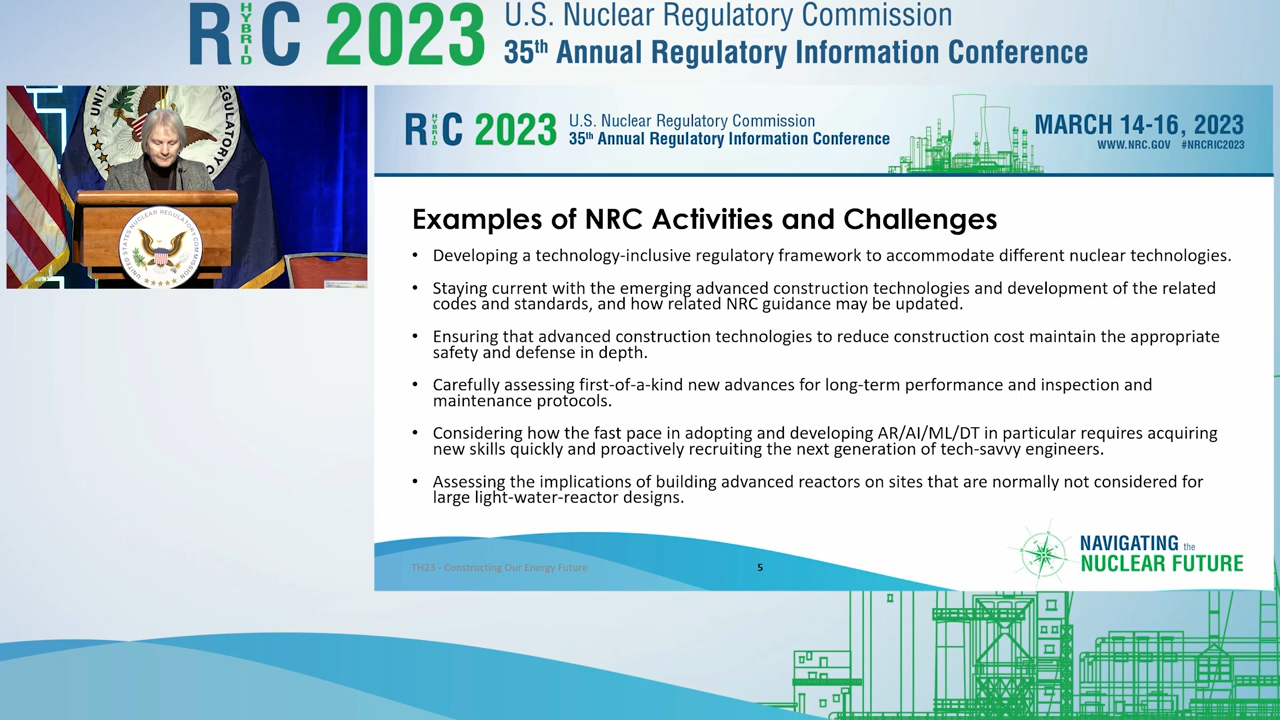 RIC 2023
HYBRID
U.S. Nuclear Regulatory Commission
35th Annual Regulatory Information Conference
UNIT
REGULATORY
UNITED STATES NUCLEAR REGULATORY COMMISSION
RIC 2023
HYBRID
U.S. Nuclear Regulatory Commission
35th Annual Regulatory Information Conference
MARCH 14-16, 2023
WWW.NRC.GOV #NRCRIC2023
Examples of NRC Activities and Challenges
• Developing a technology-inclusive regulatory framework to accommodate different nuclear technologies.
• Staying current with the emerging advanced construction technologies and development of the related
codes and standards, and how related NRC guidance may be updated.
• Ensuring that advanced construction technologies to reduce construction cost maintain the appropriate
safety and defense in depth.
• Carefully assessing first-of-a-kind new advances for long-term performance and inspection and
maintenance protocols.
• Considering how the fast pace in adopting and developing AR/AI/ML/DT in particular requires acquiring
new skills quickly and proactively recruiting the next generation of tech-savvy engineers.
• Assessing the implications of building advanced reactors on sites that are normally not considered for
large light-water-reactor designs.
TH23 - Constructing Our Energy Future
5
NAVIGATING the
NUCLEAR FUTURE